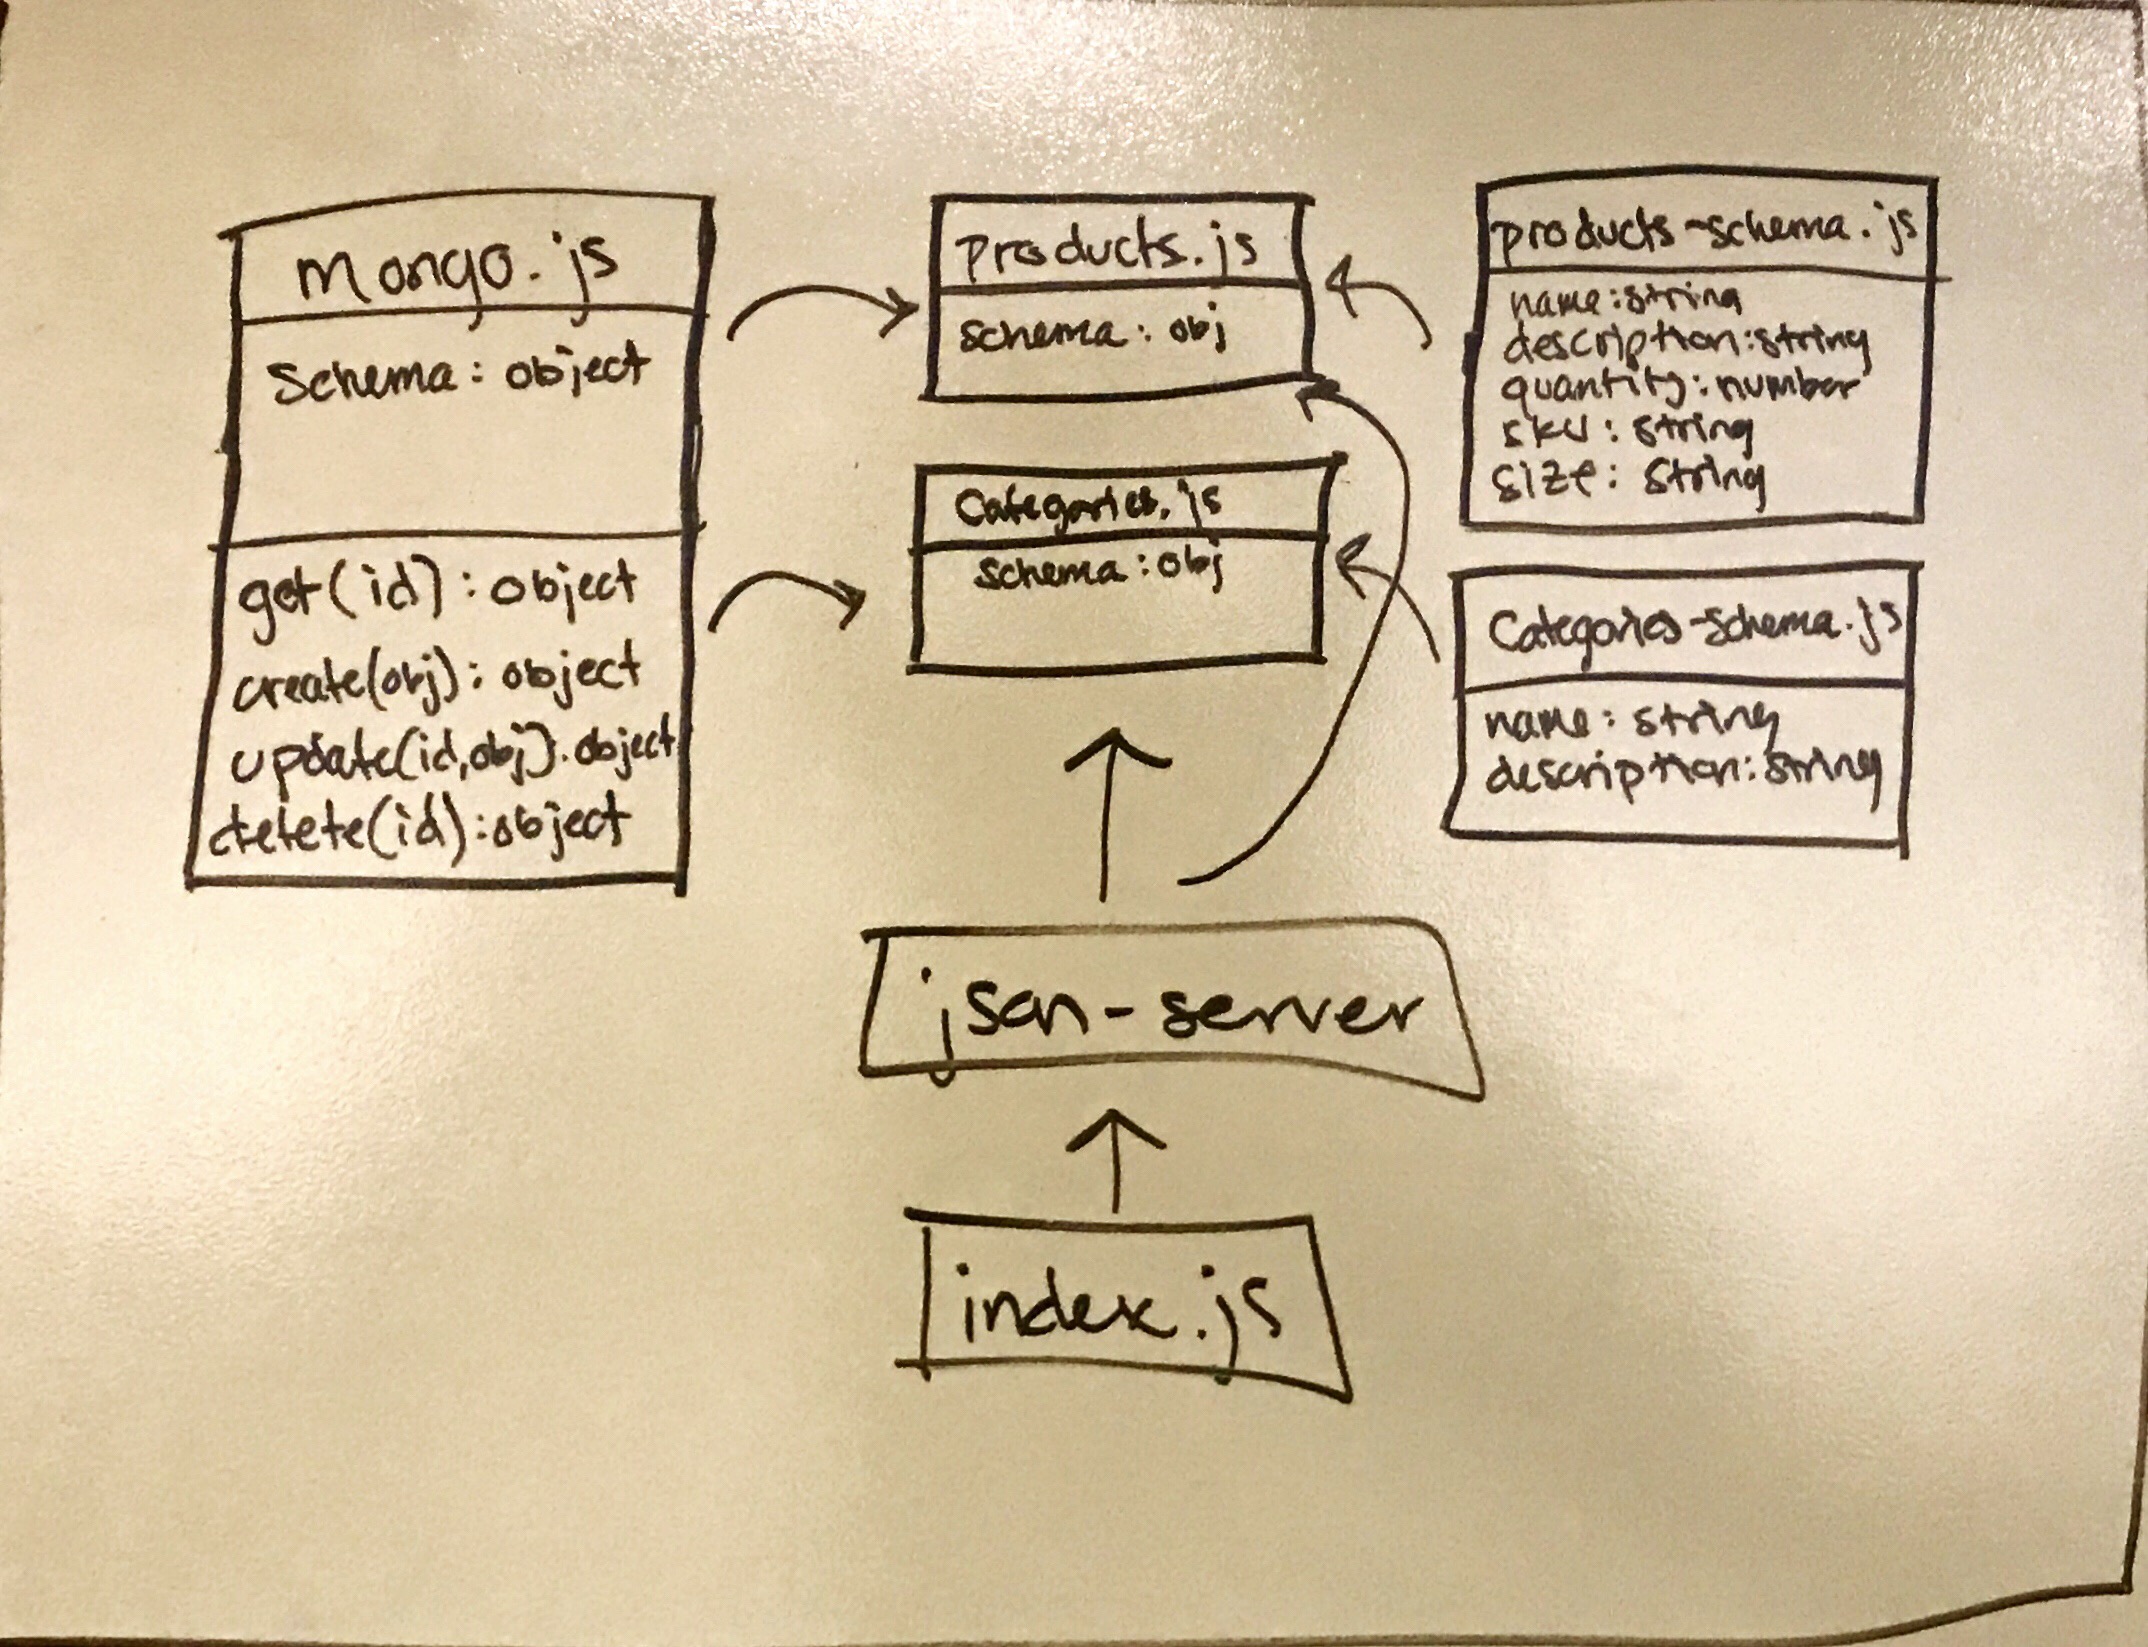 mongo.js
Schema: object
get(id): object
create(obj): object
update(id,obj): object
delete(id): object
products.js
schema: obj
Categories.js
Schema: obj
products-schema.js
name: string
description: string
quantity: number
sku: string
size: string
Categories-Schema.js
name: string
description: string
json-server
index.js